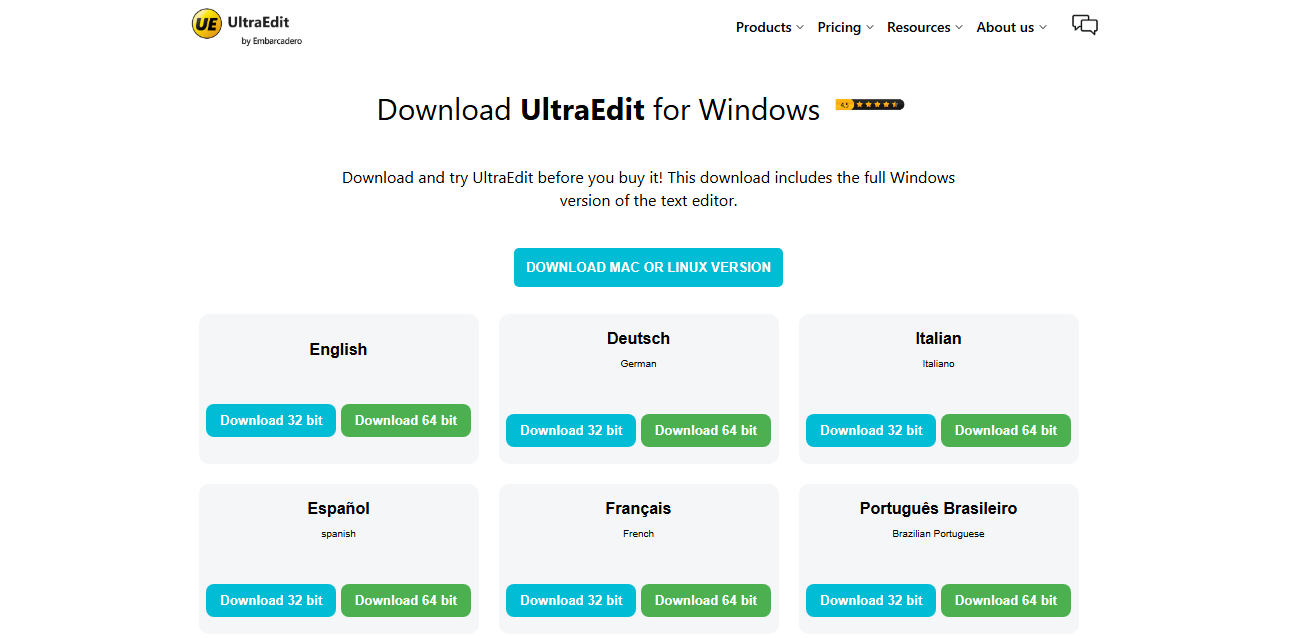 UE UltraEdit
by Embarcadero
Products Pricing Resources About us
Download UltraEdit for Windows 4.5
Download and try UltraEdit before you buy it! This download includes the full Windows
version of the text editor.
DOWNLOAD MAC OR LINUX VERSION
English
Download 32 bit Download 64 bit
Deutsch
German
Download 32 bit Download 64 bit
Italian
Italiano
Download 32 bit Download 64 bit
Español
spanish
Download 32 bit Download 64 bit
Français
French
Download 32 bit Download 64 bit
Português Brasileiro
Brazilian Portuguese
Download 32 bit Download 64 bit